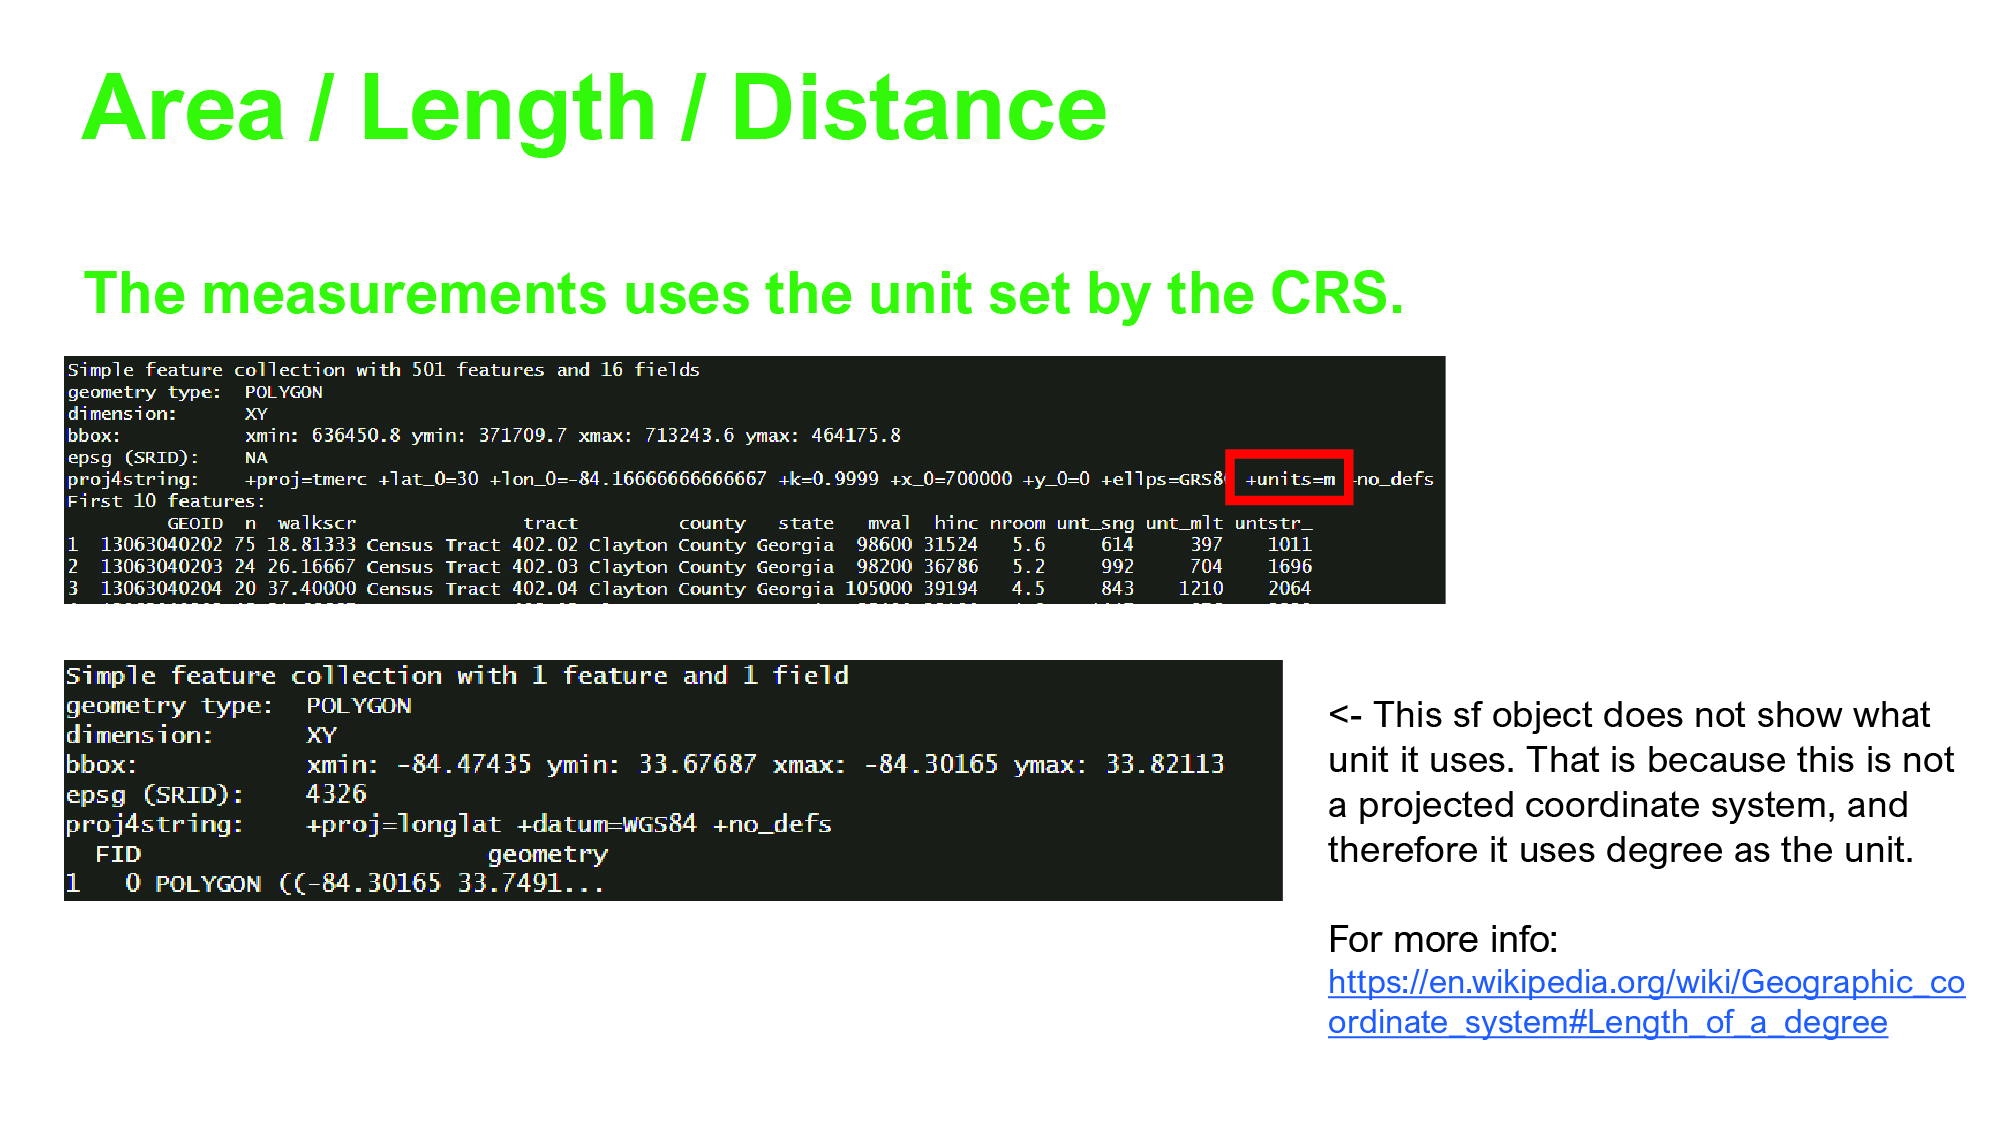 Area / Length / Distance
The measurements uses the unit set by the CRS.
Simple feature collection with 501 features and 16 fields
geometry type:  POLYGON
dimension:      XY
bbox:           xmin: 636450.8 ymin: 371709.7 xmax: 713243.6 ymax: 464175.8
epsg (SRID):    NA
proj4string:    +proj=tmerc +lat_0=30 +lon_0=-84.16666666666667 +k=0.9999 +x_0=700000 +y_0=0 +ellps=GRS80 +units=m +no_defs
First 10 features:
GEOID  n  walkscr               tract         county   state   mval  hinc nroom unt_sng unt_mlt untstr_
1  13063040202 75 18.81333 Census Tract 402.02 Clayton County Georgia  98600 31524   5.6     614     397    1011
2  13063040203 24 26.16667 Census Tract 402.03 Clayton County Georgia  98200 36786   5.2     992     704    1696
3  13063040204 20 37.40000 Census Tract 402.04 Clayton County Georgia 105000 39194   4.5     843    1210    2064
Simple feature collection with 1 feature and 1 field
geometry type:  POLYGON
dimension:      XY
bbox:           xmin: -84.47435 ymin: 33.67687 xmax: -84.30165 ymax: 33.82113
epsg (SRID):    4326
proj4string:    +proj=longlat +datum=WGS84 +no_defs
FID                       geometry
1   0 POLYGON ((-84.30165 33.7491...
<- This sf object does not show what
unit it uses. That is because this is not
a projected coordinate system, and
therefore it uses degree as the unit.
For more info:
https://en.wikipedia.org/wiki/Geographic_co
ordinate_system#Length_of_a_degree